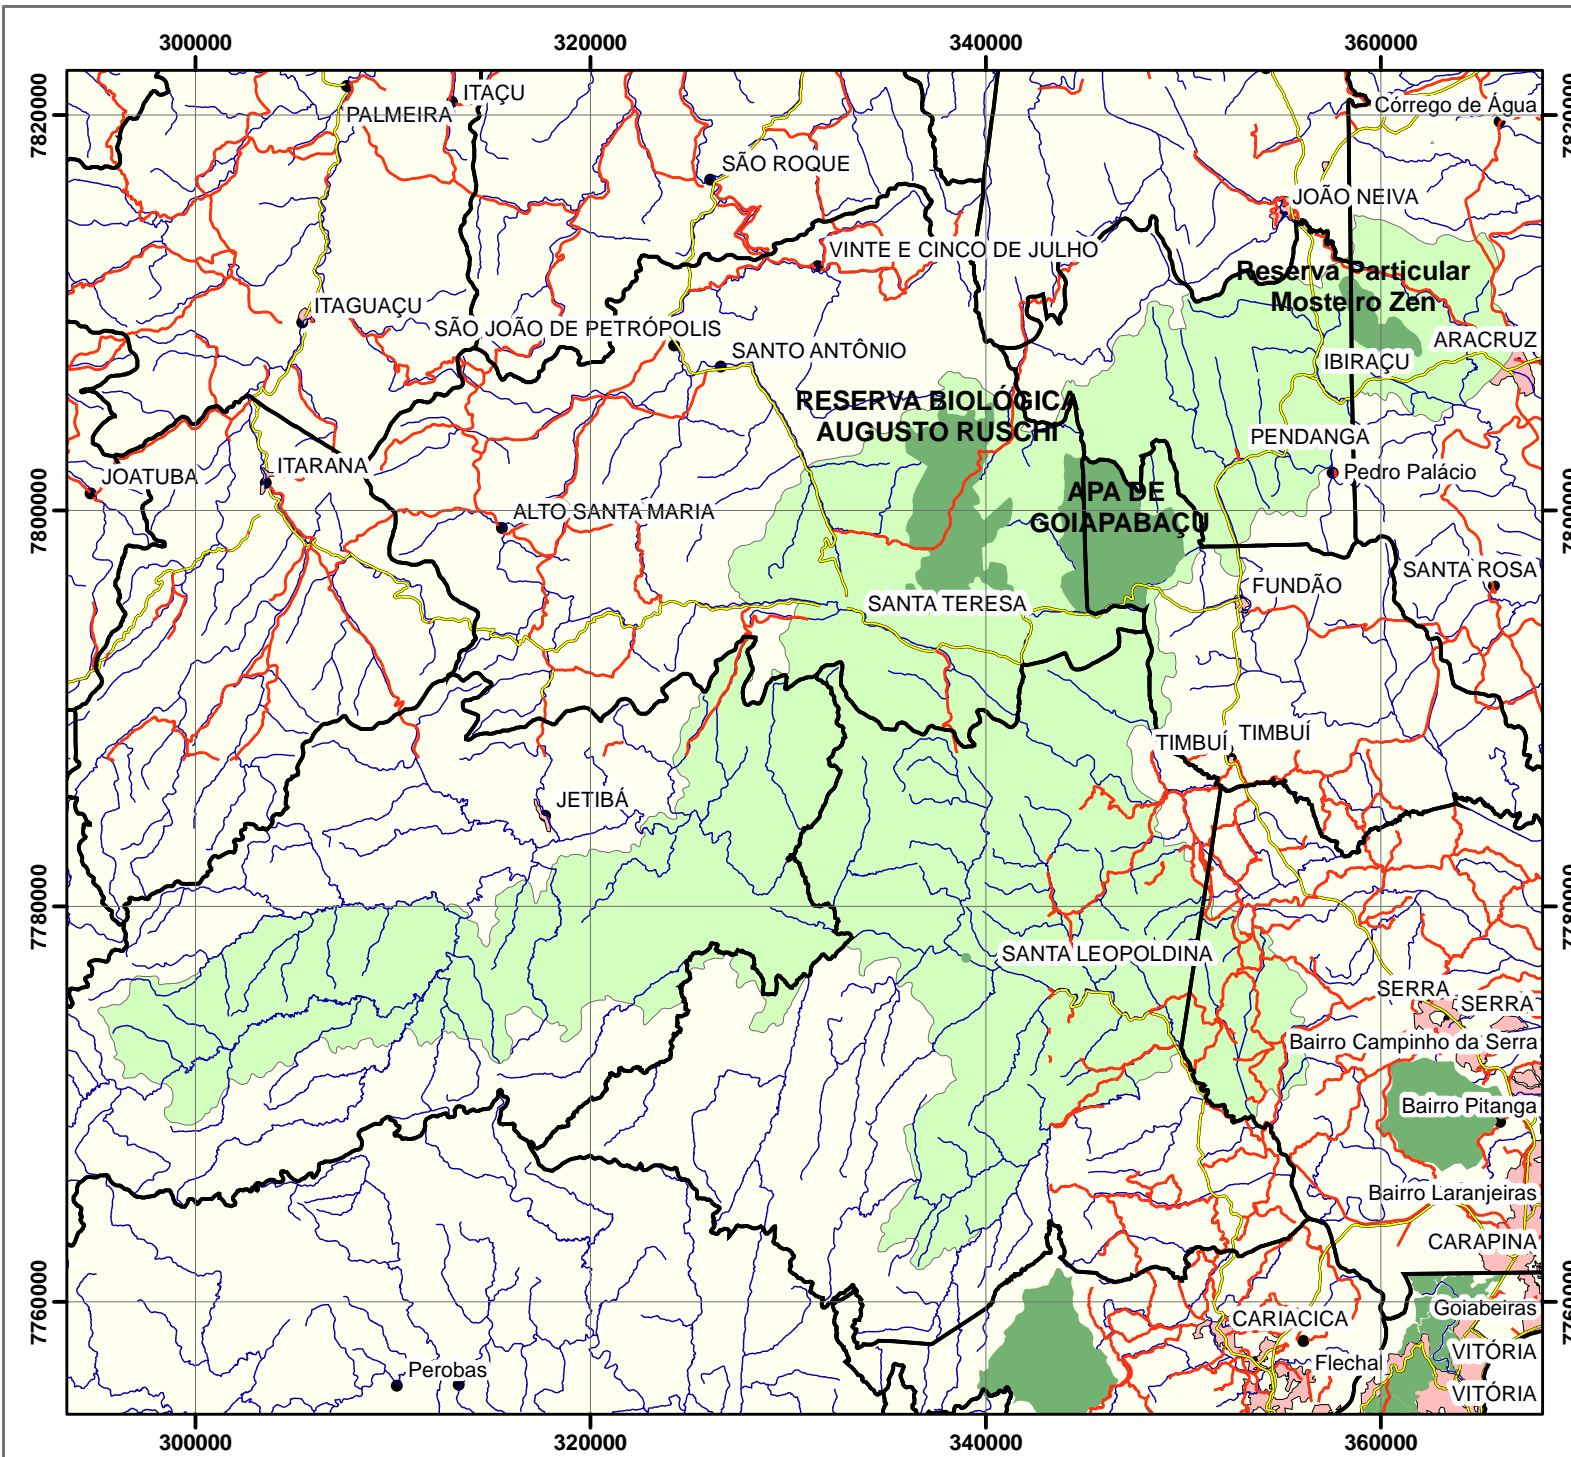 300000
320000
340000
360000
7820000
7820000
ITAÇU
PALMEIRA
Córrego de Água
SÃO ROQUE
JOÃO NEIVA
VINTE E CINCO DE JULHO
Reserva Particular
Mosteiro Zen
ITAGUAÇU
SÃO JOÃO DE PETRÓPOLIS
SANTO ANTÔNIO
ARACRUZ
IBIRAÇU
RESERVA BIOLÓGICA
AUGUSTO RUSCHI
PENDANGA
JOATUBA
ITARANA
Pedro Palácio
APA DE
GOIAPABAÇU
ALTO SANTA MARIA
7800000
7800000
SANTA ROSA
FUNDÃO
SANTA TERESA
TIMBUÍ
TIMBUÍ
JETIBÁ
7780000
7780000
SANTA LEOPOLDINA
SERRA
SERRA
Bairro Campinho da Serra
Bairro Pitanga
Bairro Laranjeiras
CARAPINA
7760000
7760000
Goiabeiras
CARIACICA
VITÓRIA
Flechal
Perobas
VITÓRIA
300000
320000
340000
360000